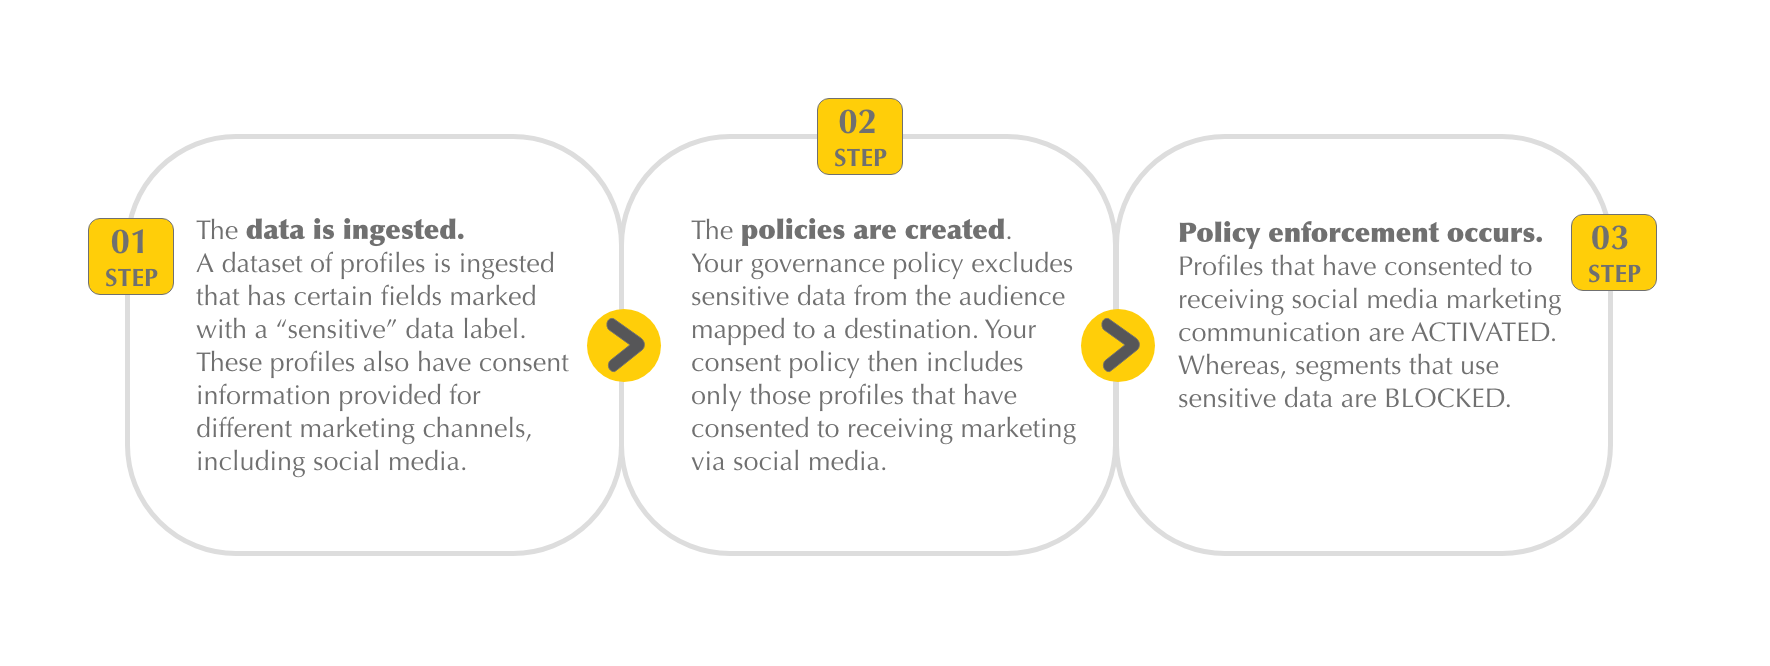 01
STEP
The data is ingested.
A dataset of profiles is ingested
that has certain fields marked
with a “sensitive” data label.
These profiles also have consent
information provided for
different marketing channels,
including social media.
02
STEP
The policies are created.
Your governance policy excludes
sensitive data from the audience
mapped to a destination. Your
consent policy then includes
only those profiles that have
consented to receiving marketing
via social media.
03
STEP
Policy enforcement occurs.
Profiles that have consented to
receiving social media marketing
communication are ACTIVATED.
Whereas, segments that use
sensitive data are BLOCKED.